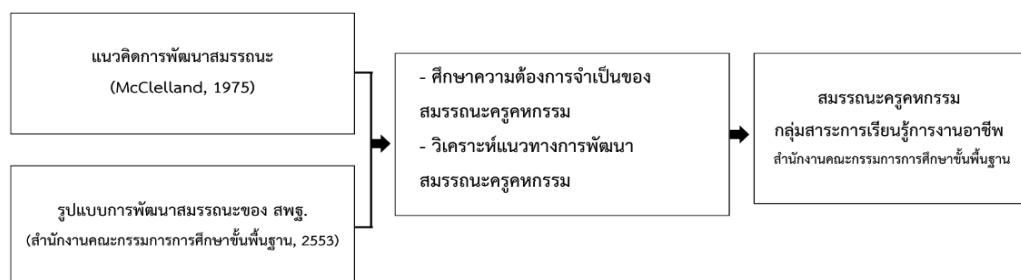 แนวคิดการพัฒนาสมรรถนะ
(McClelland, 1975)
รูปแบบการพัฒนาสมรรถนะของ สพฐ.
(สำนักงานคณะกรรมการการศึกษาขั้นพื้นฐาน, 2553)
- ศึกษาความต้องการจำเป็นของ
สมรรถนะครูคหกรรม
- วิเคราะห์แนวทางการพัฒนา
สมรรถนะครูคหกรรม
สมรรถนะครูคหกรรม
กลุ่มสาระการเรียนรู้การงานอาชีพ
สำนักงานคณะกรรมการการศึกษาขั้นพื้นฐาน